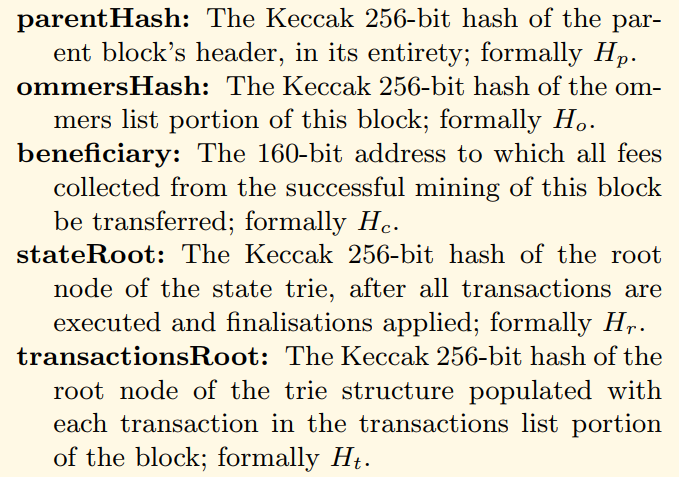 parentHash: The Keccak 256-bit hash of the par-
ent block's header, in its entirety; formally Hp.
ommersHash: The Keccak 256-bit hash of the om-
mers list portion of this block; formally Ho.
beneficiary: The 160-bit address to which all fees
collected from the successful mining of this block
be transferred; formally Hc.
stateRoot: The Keccak 256-bit hash of the root
node of the state trie, after all transactions are
executed and finalisations applied; formally Hr.
transactionsRoot: The Keccak 256-bit hash of the
root node of the trie structure populated with
each transaction in the transactions list portion
of the block; formally Ht.